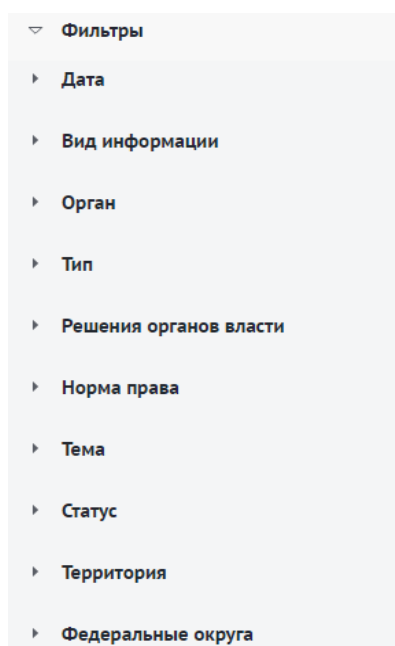 Фильтры
Дата
Вид информации
Орган
Тип
Решения органов власти
Норма права
Тема
Статус
Территория
Федеральные округа